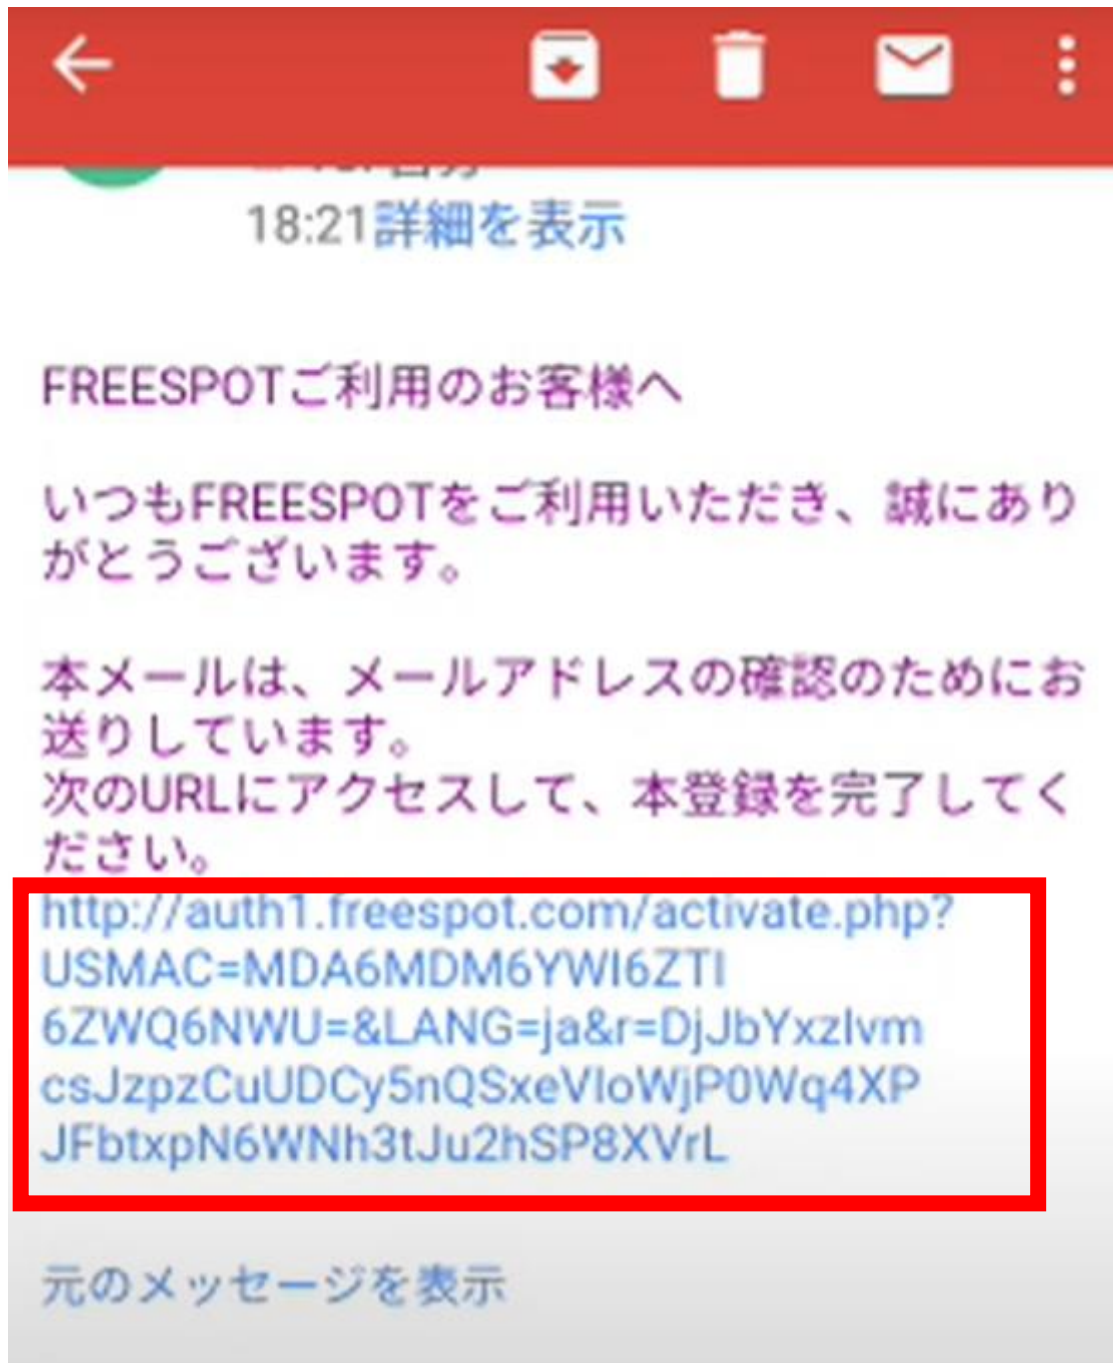 18:21詳細を表示
FREESPOTご利用のお客様へ
いつもFREESPOTをご利用いただき、誠にあり
がとうございます。
本メールは、メールアドレスの確認のためにお
送りしています。
次のURLにアクセスして、本登録を完了してく
ださい。
http://auth1.freespot.com/activate.php?
USMAC=MDA6MDM6YWI6ZTI
6ZWQ6NWU=&LANG=ja&r=DjJbYxzlvm
csJzpzCuUDCy5nQSxeVloWjP0Wq4XP
JFbtxpN6WNh3tJu2hSP8XVrL
元のメッセージを表示